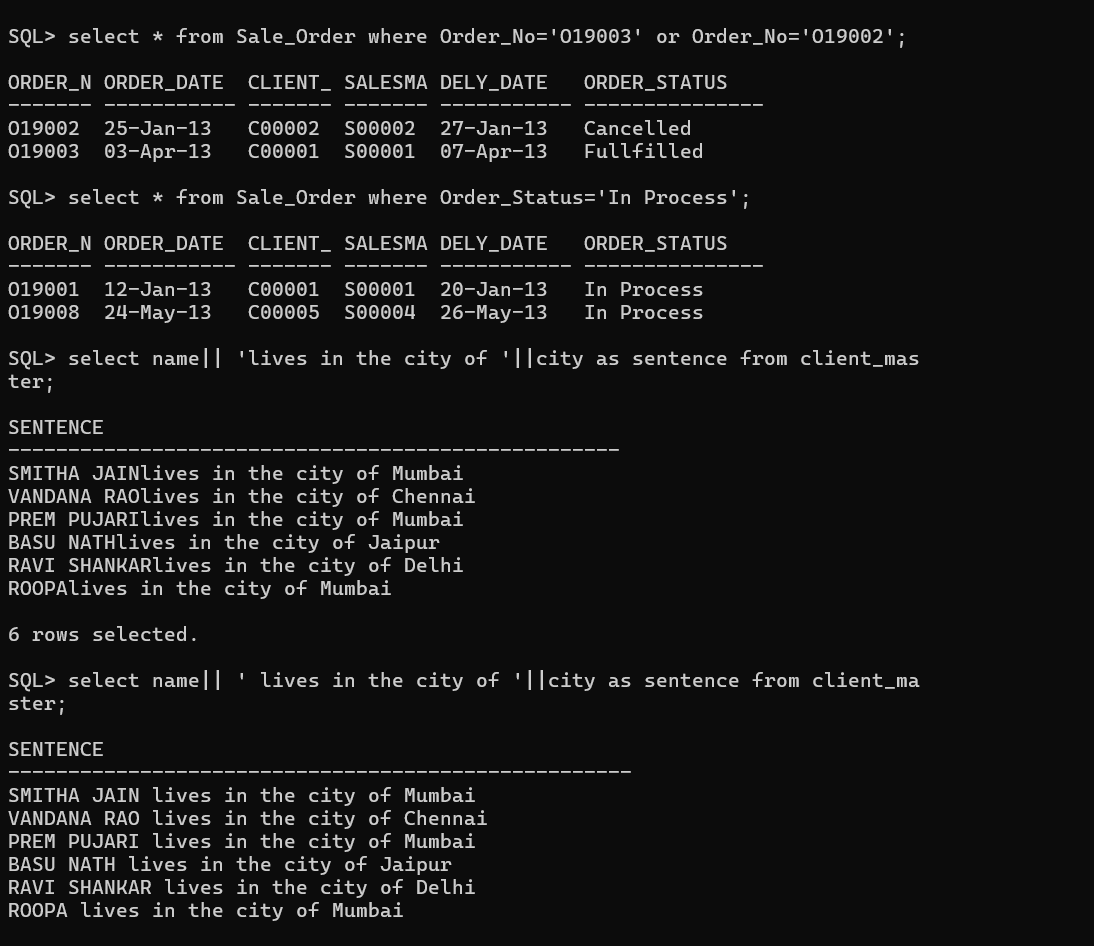 SQL> select * from Sale_Order where Order_No='O19003' or Order_No='O19002';
ORDER_N ORDER_DATE  CLIENT_ SALESMA DELY_DATE   ORDER_STATUS
------- ----------- ------- ------- ----------- ---------------
O19002  25-Jan-13   C00002  S00002  27-Jan-13   Cancelled
O19003  03-Apr-13   C00001  S00001  07-Apr-13   Fullfilled
SQL> select * from Sale_Order where Order_Status='In Process';
ORDER_N ORDER_DATE  CLIENT_ SALESMA DELY_DATE   ORDER_STATUS
------- ----------- ------- ------- ----------- ---------------
O19001  12-Jan-13   C00001  S00001  20-Jan-13   In Process
O19008  24-May-13   C00005  S00004  26-May-13   In Process
SQL> select name|| 'lives in the city of '||city as sentence from client_mas
ter;
SENTENCE
---------------------------------------------------
SMITHA JAINlives in the city of Mumbai
VANDANA RAOlives in the city of Chennai
PREM PUJARIlives in the city of Mumbai
BASU NATHlives in the city of Jaipur
RAVI SHANKARlives in the city of Delhi
ROOPAlives in the city of Mumbai
6 rows selected.
SQL> select name|| ' lives in the city of '||city as sentence from client_ma
ster;
SENTENCE
----------------------------------------------------
SMITHA JAIN lives in the city of Mumbai
VANDANA RAO lives in the city of Chennai
PREM PUJARI lives in the city of Mumbai
BASU NATH lives in the city of Jaipur
RAVI SHANKAR lives in the city of Delhi
ROOPA lives in the city of Mumbai